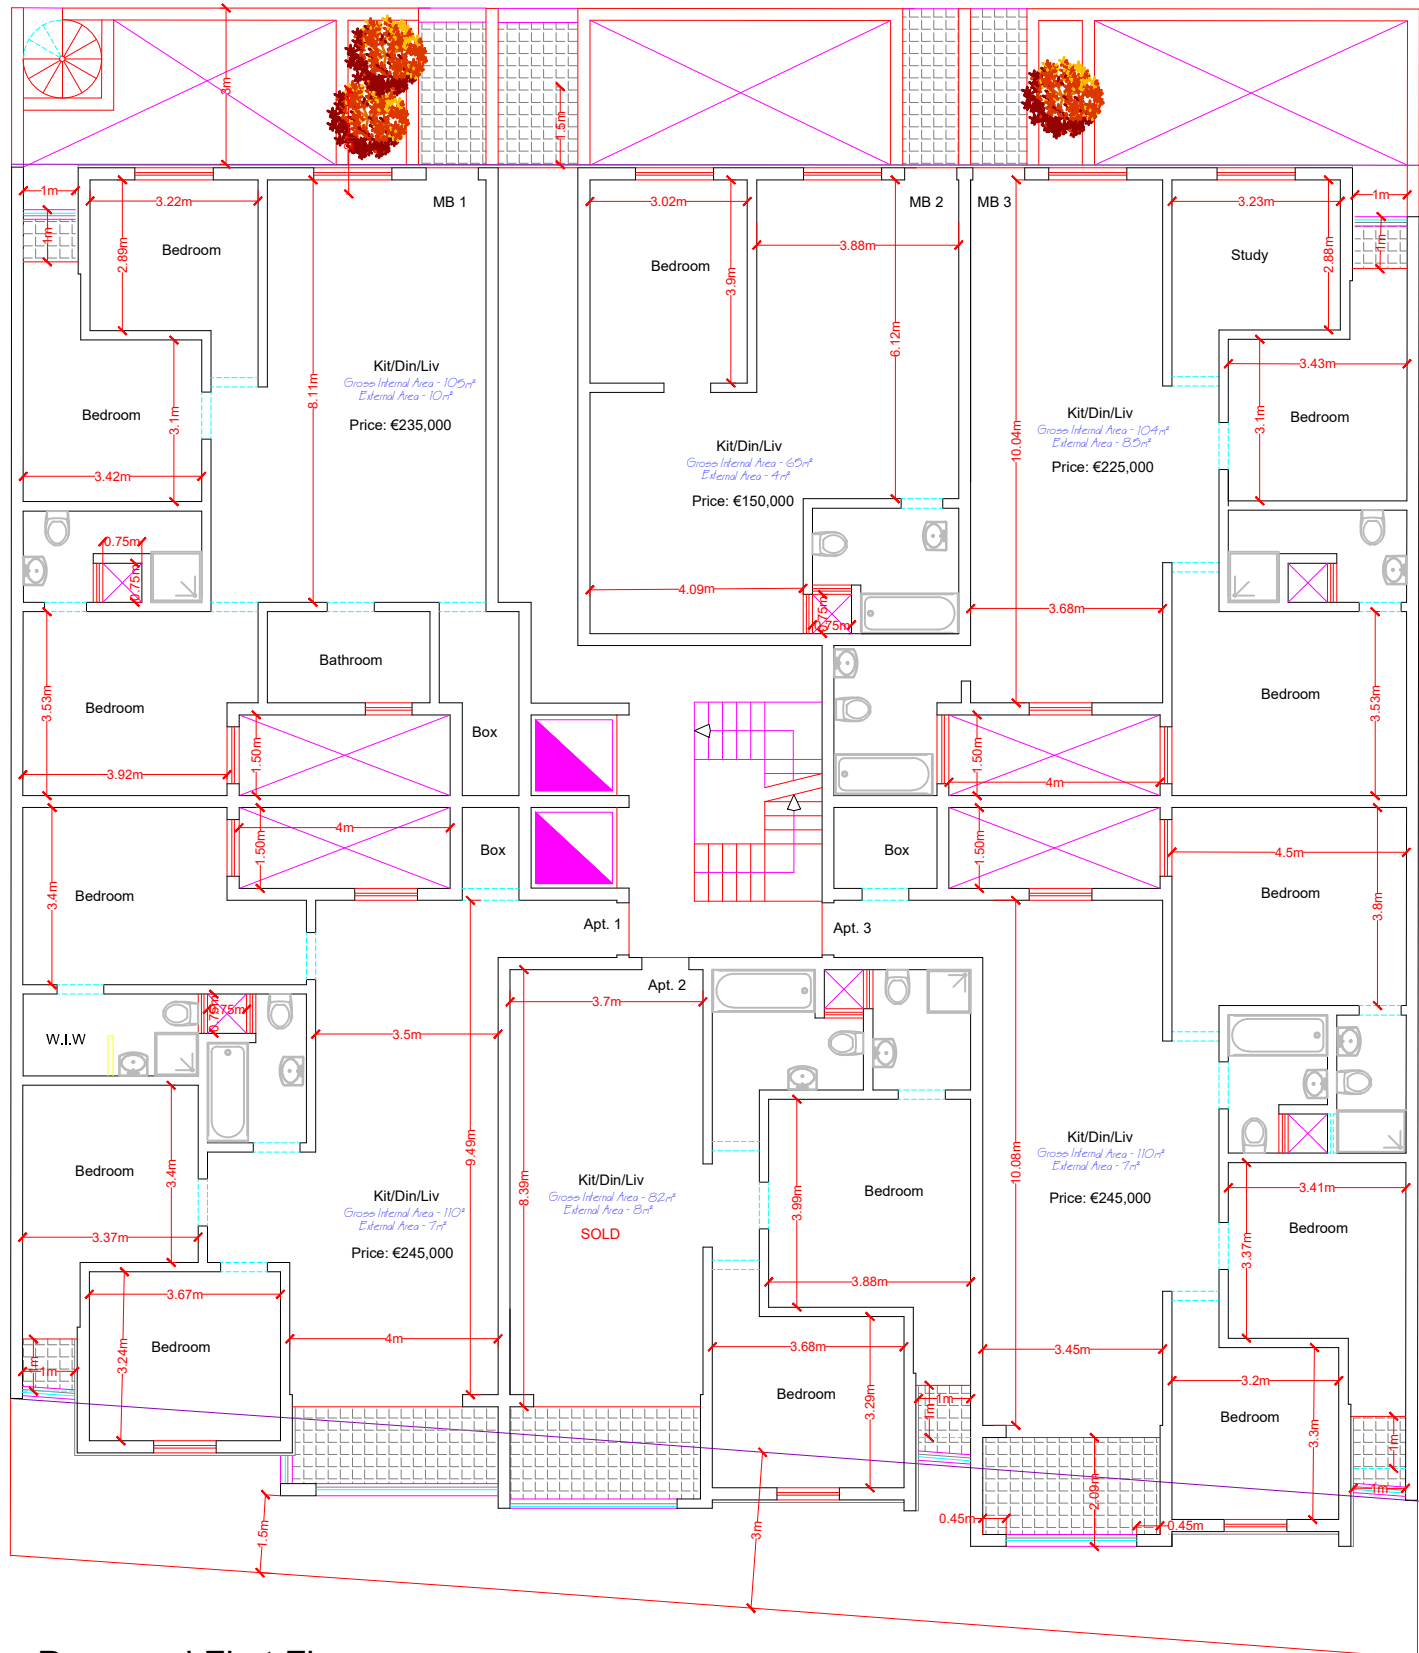 3m
1.5m
1m
3.22m
MB 1
3.02m
MB 2
MB 3
3.23m
1m
1m
2.89m
Bedroom
3.88m
Bedroom
3.9m
Study
2.88m
1m
6.12m
Kit/Din/Liv
Gross Internal Area - 105m²
External Area - 10m²
Price: €235,000
8.11m
3.43m
Bedroom
3.1m
3.42m
Kit/Din/Liv
Gross Internal Area - 104m²
External Area - 8.5m²
Price: €225,000
10.04m
Bedroom
3.1m
Kit/Din/Liv
Gross Internal Area - 65m²
External Area - 4m²
Price: €150,000
0.75m
0.75m
4.09m
0.75m
0.75m
3.68m
Bathroom
Bedroom
3.53m
3.92m
Box
1.50m
Bedroom
3.53m
1.50m
4m
4m
1.50m
Box
Box
1.50m
4.5m
Bedroom
3.4m
Bedroom
3.8m
Apt. 1
Apt. 3
Apt. 2
3.7m
0.75m
0.75m
W.I.W
3.5m
9.49m
Bedroom
3.4m
3.37m
Kit/Din/Liv
Gross Internal Area - 110²
External Area - 7m²
Price: €245,000
8.39m
Kit/Din/Liv
Gross Internal Area - 82m²
External Area - 8m²
SOLD
3.99m
Bedroom
3.88m
Kit/Din/Liv
Gross Internal Area - 110m²
External Area - 7m²
Price: €245,000
10.08m
3.41m
Bedroom
3.37m
3.67m
3.24m
Bedroom
4m
3.68m
Bedroom
3.29m
3.45m
3.2m
Bedroom
3.3m
1m
1m
1m
1m
1m
1m
2.09m
0.45m
0.45m
1.5m
3m